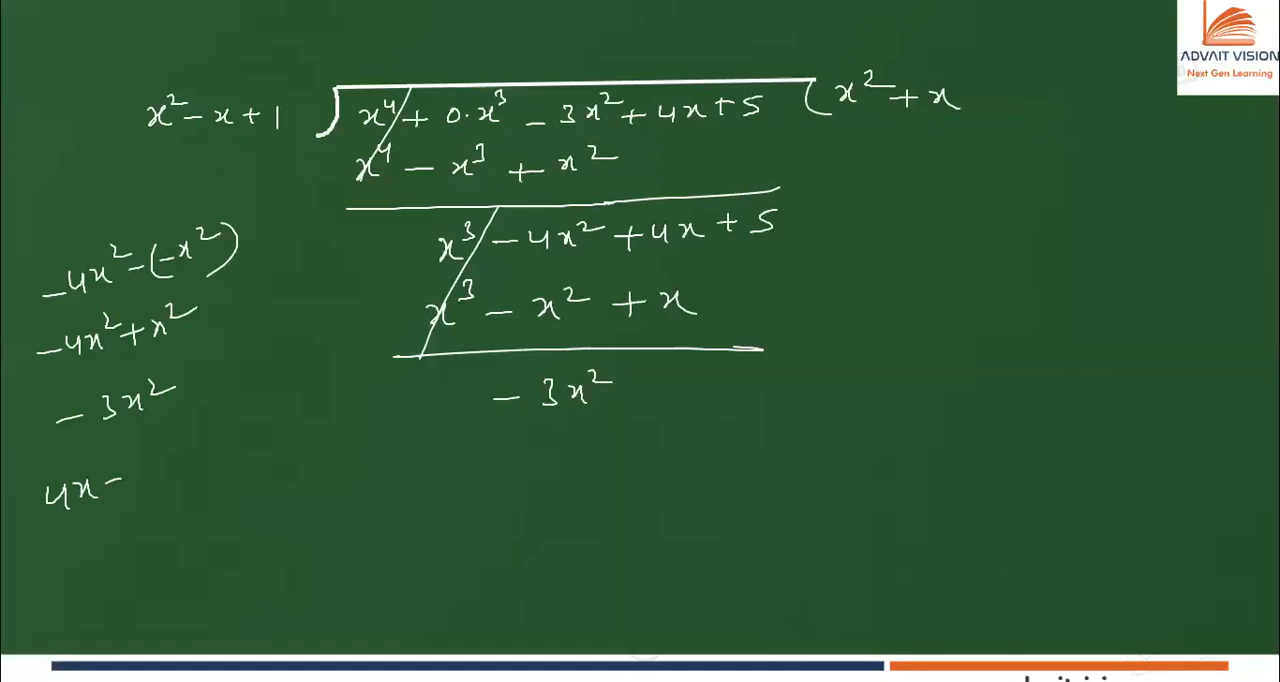 ADVAIT VISION
Next Gen Learning
x² - x + 1 ) x⁴ + 0·x³ - 3x² + 4x + 5 ( x² + x
x⁴ - x³ + x²
x³ - 4x² + 4x + 5
x³ - x² + x
- 3x²
-4x² - (-x²)
-4x² + x²
- 3x²
4x -